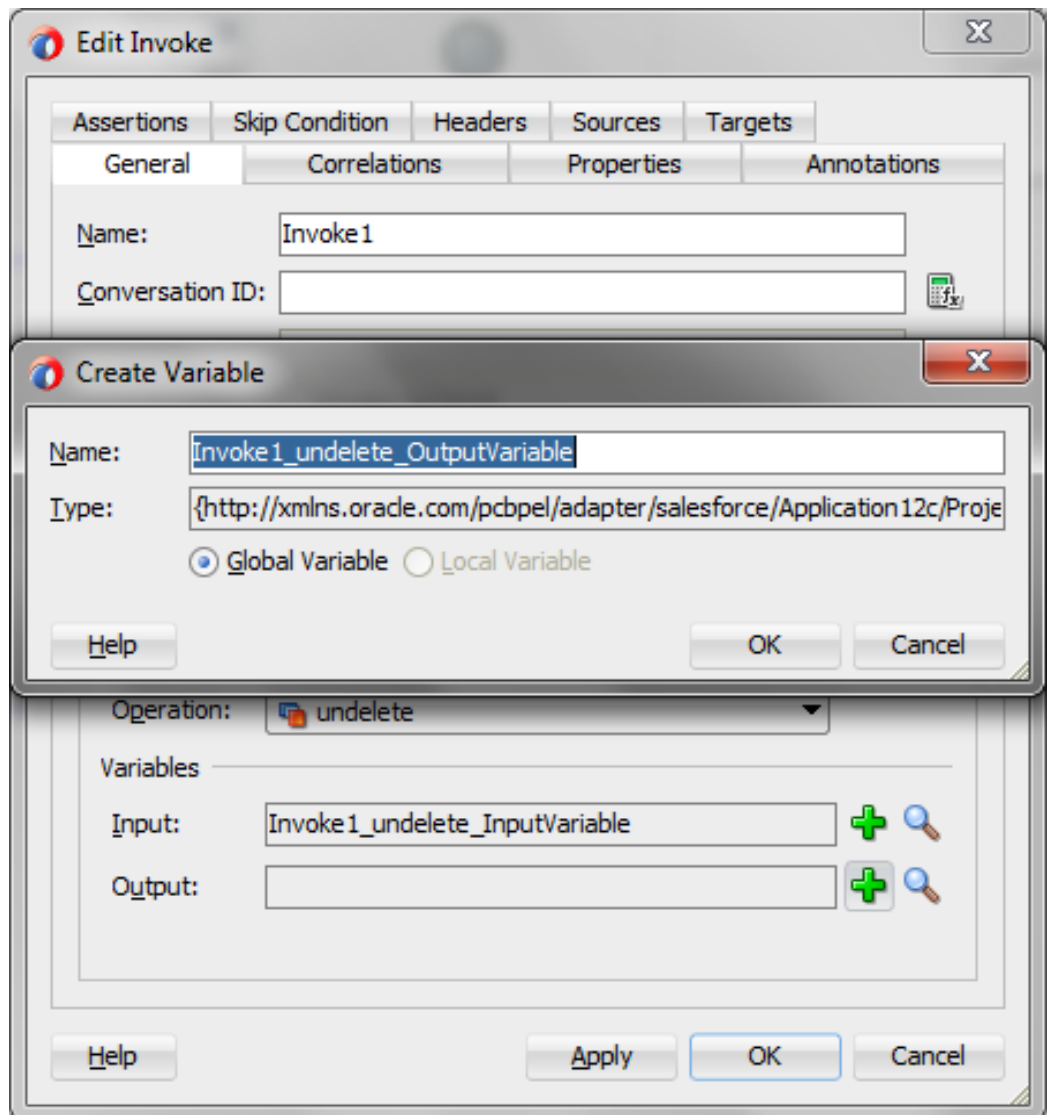 Edit Invoke
Assertions Skip Condition Headers Sources Targets
General Correlations Properties Annotations
Name: Invoke1
Conversation ID:
Create Variable
Name: Invoke1_undelete_OutputVariable
Type: {http://xmlns.oracle.com/pcbpel/adapter/salesforce/Application12c/Proje
Global Variable Local Variable
Help OK Cancel
Operation: undelete
Variables
Input: Invoke1_undelete_InputVariable
Output:
Help Apply OK Cancel